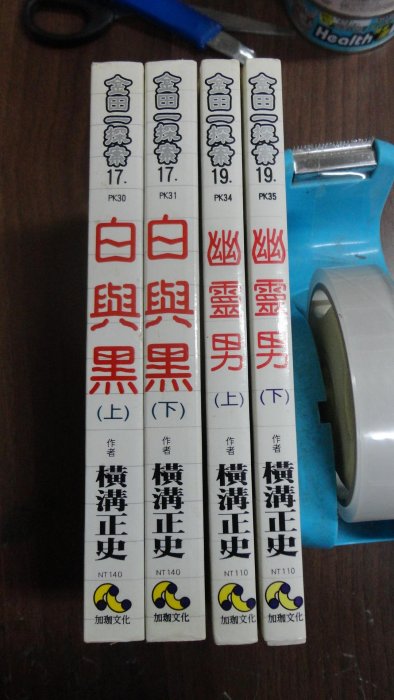 金田一探案
17.
PK30
白與黑
(上)
作者
橫溝正史
NT140
加珈文化
金田一探案
17.
PK31
白與黑
(下)
作者
橫溝正史
NT140
加珈文化
金田一探案
19.
PK34
幽靈男
(上)
作者
橫溝正史
NT110
加珈文化
金田一探案
19.
PK35
幽靈男
(下)
作者
橫溝正史
NT110
加珈文化
Health